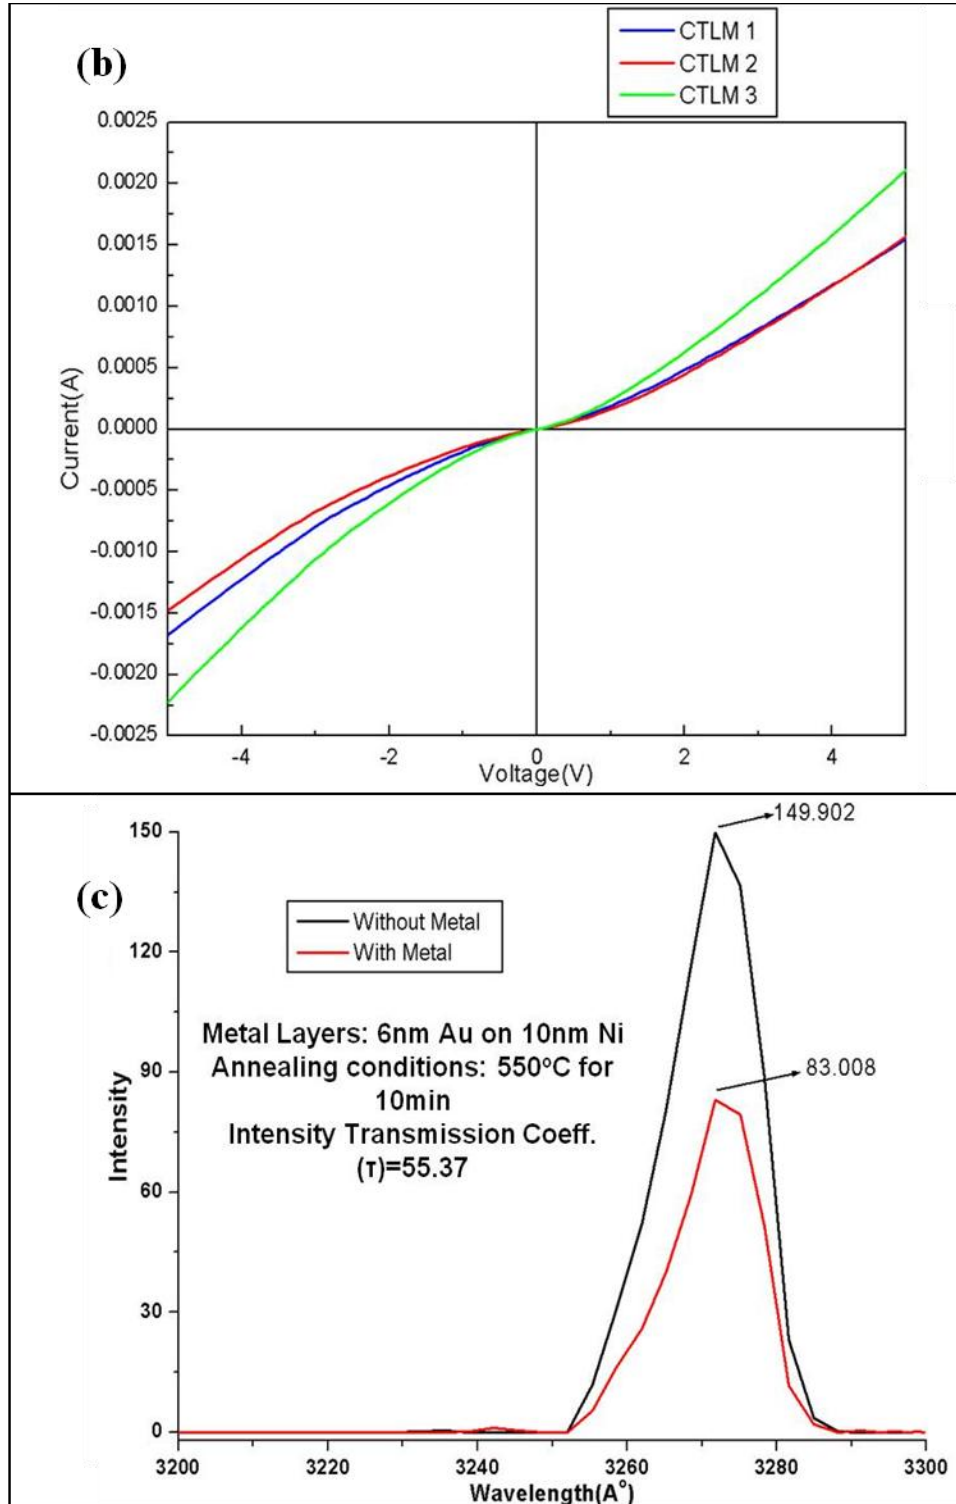 (b)
CTLM 1
CTLM 2
CTLM 3
0.0025
0.0020
0.0015
0.0010
0.0005
0.0000
-0.0005
-0.0010
-0.0015
-0.0020
-0.0025
Current(A)
-4 -2 0 2 4
Voltage(V)
(c)
149.902
Without Metal
With Metal
Metal Layers: 6nm Au on 10nm Ni
Annealing conditions: 550°C for
10min
Intensity Transmission Coeff.
(τ)=55.37
83.008
150
120
90
60
30
0
Intensity
3200 3220 3240 3260 3280 3300
Wavelength(A°)